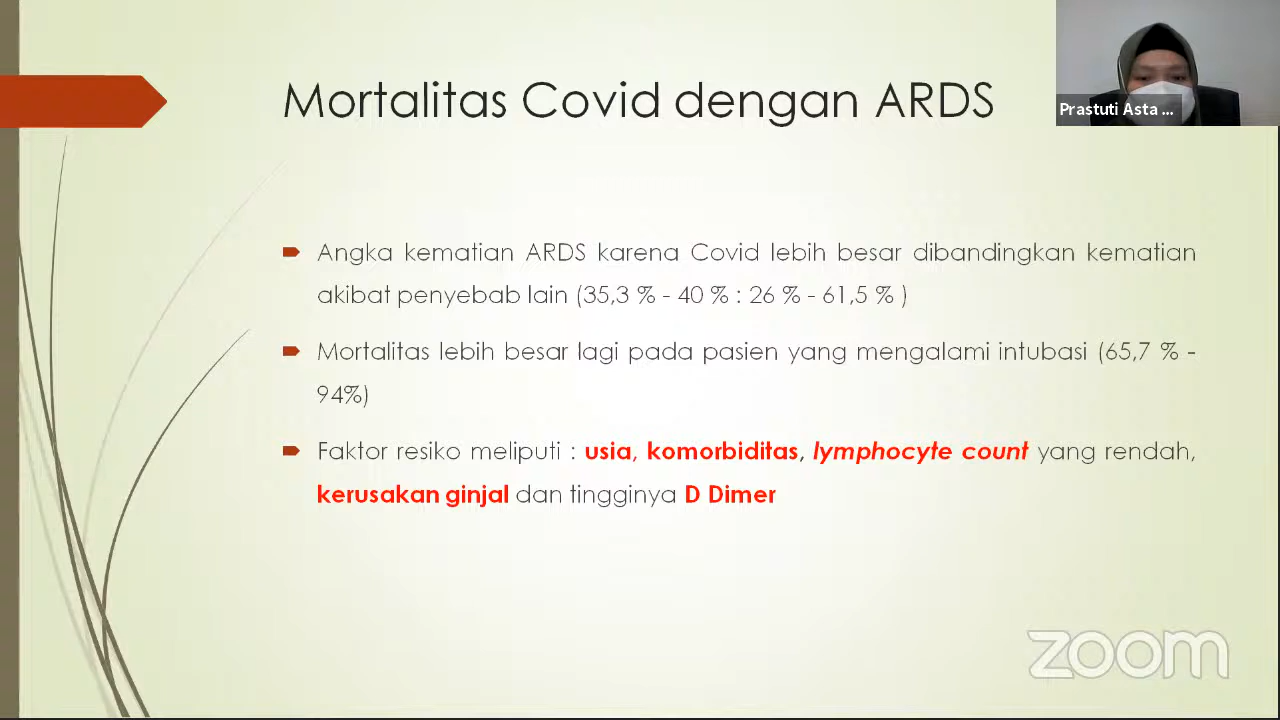 Mortalitas Covid dengan ARDS
Prastuti Asta ...
Angka kematian ARDS karena Covid lebih besar dibandingkan kematian
akibat penyebab lain (35,3 % - 40 % : 26 % - 61,5 % )
Mortalitas lebih besar lagi pada pasien yang mengalami intubasi (65,7 % -
94%)
Faktor resiko meliputi : usia, komorbiditas, lymphocyte count yang rendah,
kerusakan ginjal dan tingginya D Dimer
zoom